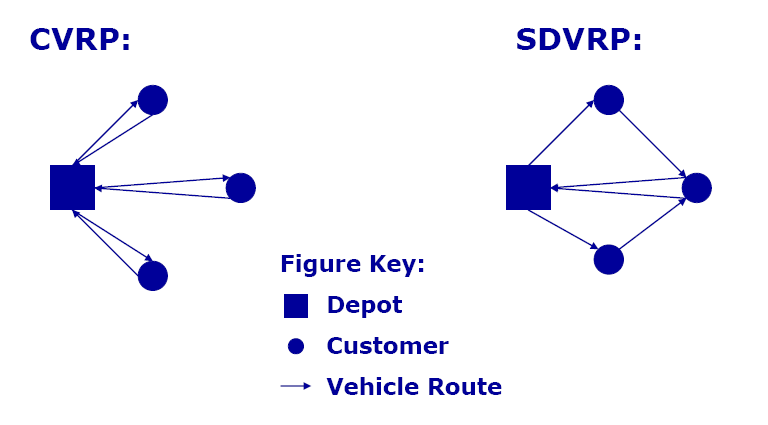 CVRP:
SDVRP:
Figure Key:
Depot
Customer
Vehicle Route